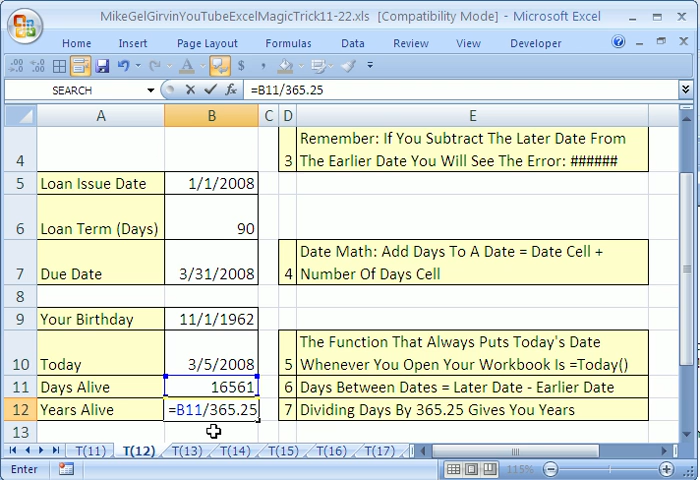 MikeGelGirvinYouTubeExcelMagicTrick11-22.xls [Compatibility Mode] - Microsoft Excel
Home Insert Page Layout Formulas Data Review View Developer
SEARCH =B11/365.25
A B C D E
4 3 Remember: If You Subtract The Later Date From
The Earlier Date You Will See The Error: ######
5 Loan Issue Date 1/1/2008
6 Loan Term (Days) 90
7 Due Date 3/31/2008 4 Date Math: Add Days To A Date = Date Cell +
Number Of Days Cell
8
9 Your Birthday 11/1/1962
10 Today 3/5/2008 5 The Function That Always Puts Today's Date
Whenever You Open Your Workbook Is =Today()
11 Days Alive 16561 6 Days Between Dates = Later Date - Earlier Date
12 Years Alive =B11/365.25 7 Dividing Days By 365.25 Gives You Years
13
T(11) T(12) T(13) T(14) T(15) T(16) T(17)
Enter 115%